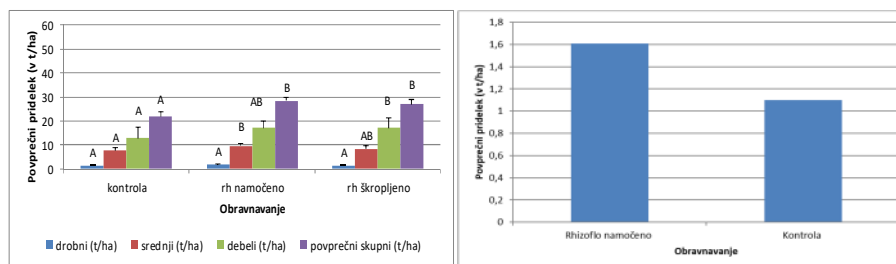 Povprečni pridelek (v t/ha)
60
50
40
30
20
10
0
A A A A
A B AB B
A AB B B
kontrola rh namočeno rh škropljeno
Obravnavanje
drobni (t/ha) srednji (t/ha) debeli (t/ha) povprečni skupni (t/ha)
Povprečni pridelek (v t/ha)
1,8
1,6
1,4
1,2
1
0,8
0,6
0,4
0,2
0
Rhizoflo namočeno Kontrola
Obravnavanje